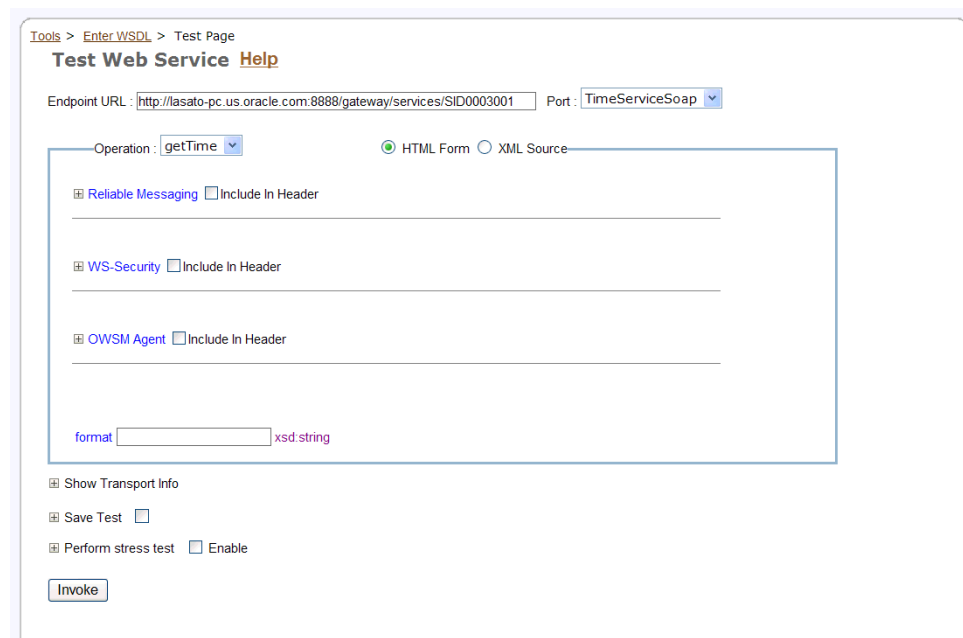 Tools > Enter WSDL > Test Page
Test Web Service Help
Endpoint URL : http://lasato-pc.us.oracle.com:8888/gateway/services/SID0003001 Port : TimeServiceSoap
Operation : getTime HTML Form XML Source
Reliable Messaging Include In Header
WS-Security Include In Header
OWSM Agent Include In Header
format xsd:string
Show Transport Info
Save Test
Perform stress test Enable
Invoke